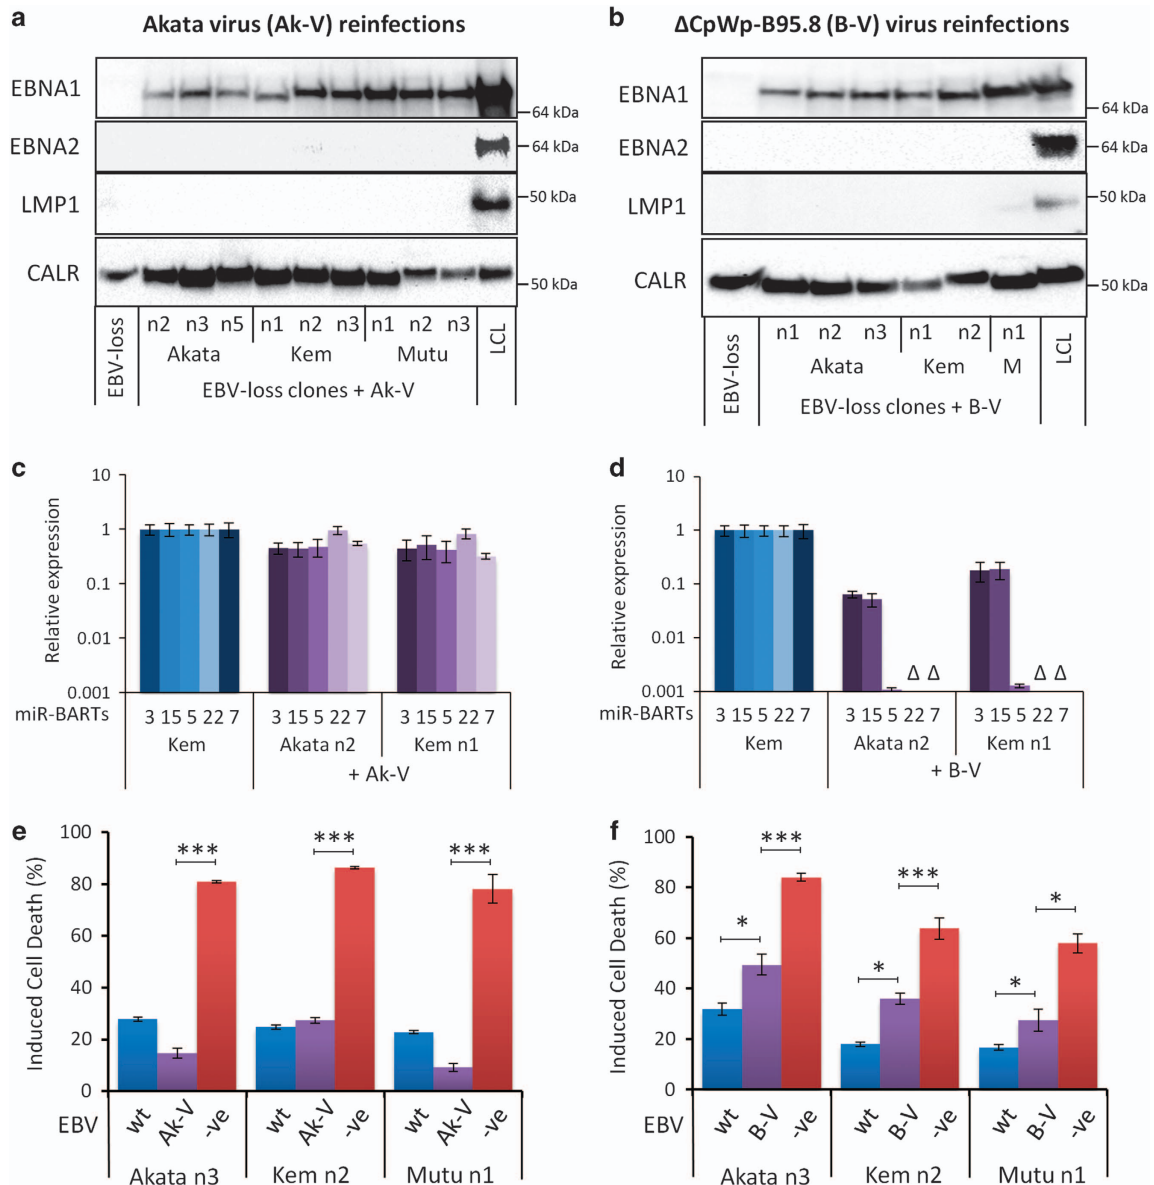 a
Akata virus (Ak-V) reinfections
EBNA1
64 kDa
EBNA2
64 kDa
LMP1
50 kDa
CALR
50 kDa
EBV-loss
n2 n3 n5 n1 n2 n3 n1 n2 n3
LCL
Akata Kem Mutu
EBV-loss clones + Ak-V
b
ΔCpWp-B95.8 (B-V) virus reinfections
EBNA1
64 kDa
EBNA2
64 kDa
LMP1
50 kDa
CALR
50 kDa
EBV-loss
n1 n2 n3 n1 n2 n1
LCL
Akata Kem M
EBV-loss clones + B-V
c
Relative expression
10
1
0.1
0.01
0.001
miR-BARTs
3 15 5 22 7 3 15 5 22 7 3 15 5 22 7
Kem Akata n2 Kem n1
+ Ak-V
d
Relative expression
10
1
0.1
0.01
0.001
Δ Δ Δ Δ
miR-BARTs
3 15 5 22 7 3 15 5 22 7 3 15 5 22 7
Kem Akata n2 Kem n1
+ B-V
e
Induced Cell Death (%)
100
80
60
40
20
0
*** *** ***
EBV
wt Ak-V -ve wt Ak-V -ve wt Ak-V -ve
Akata n3 Kem n2 Mutu n1
f
Induced Cell Death (%)
100
80
60
40
20
0
* *** * *** * *
EBV
wt B-V -ve wt B-V -ve wt B-V -ve
Akata n3 Kem n2 Mutu n1